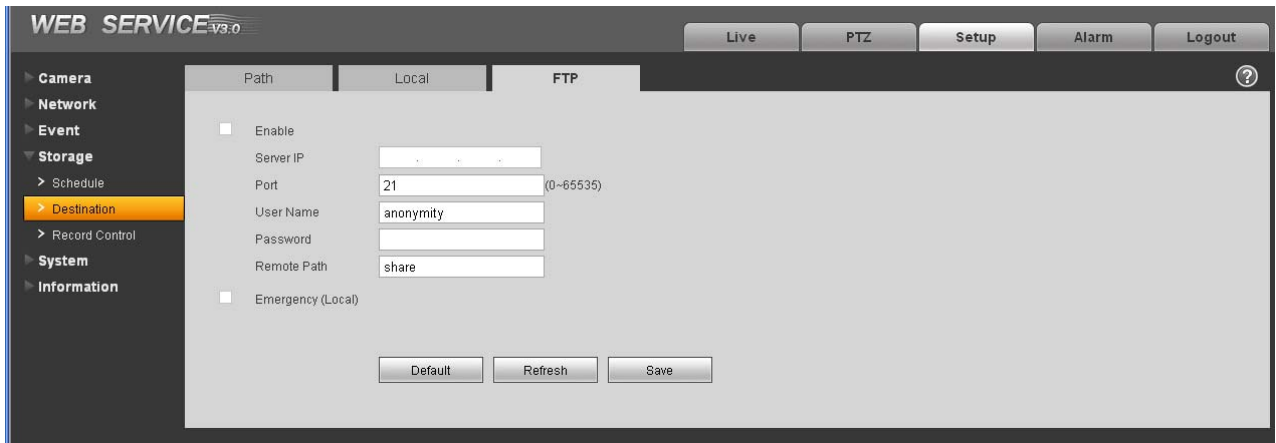 WEB SERVICE V3.0
Live PTZ Setup Alarm Logout
Camera
Network
Event
Storage
> Schedule
> Destination
> Record Control
System
Information
Path Local FTP
?
Enable
Server IP . . .
Port 21 (0~65535)
User Name anonymity
Password
Remote Path share
Emergency (Local)
Default Refresh Save